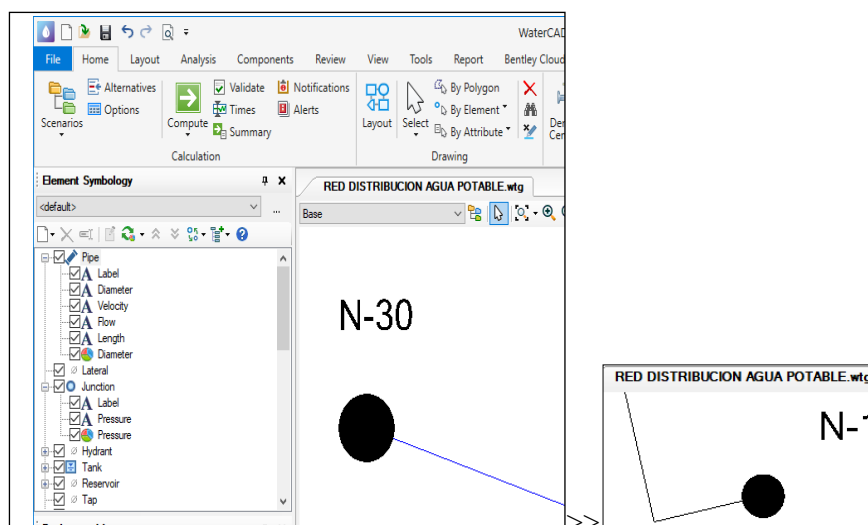 WaterCAD
File Home Layout Analysis Components Review View Tools Report Bentley Cloud
Scenarios
Alternatives
Options
Compute
Validate
Times
Summary
Notifications
Alerts
Calculation
Layout
Select
By Polygon
By Element
By Attribute
Drawing
Element Symbology
RED DISTRIBUCION AGUA POTABLE.wtg
<default>
...
Base
Pipe
A Label
A Diameter
A Velocity
A Flow
A Length
Diameter
Lateral
Junction
A Label
A Pressure
Pressure
Hydrant
Tank
Reservoir
Tap
N-30
>>
RED DISTRIBUCION AGUA POTABLE.wtg
N-1